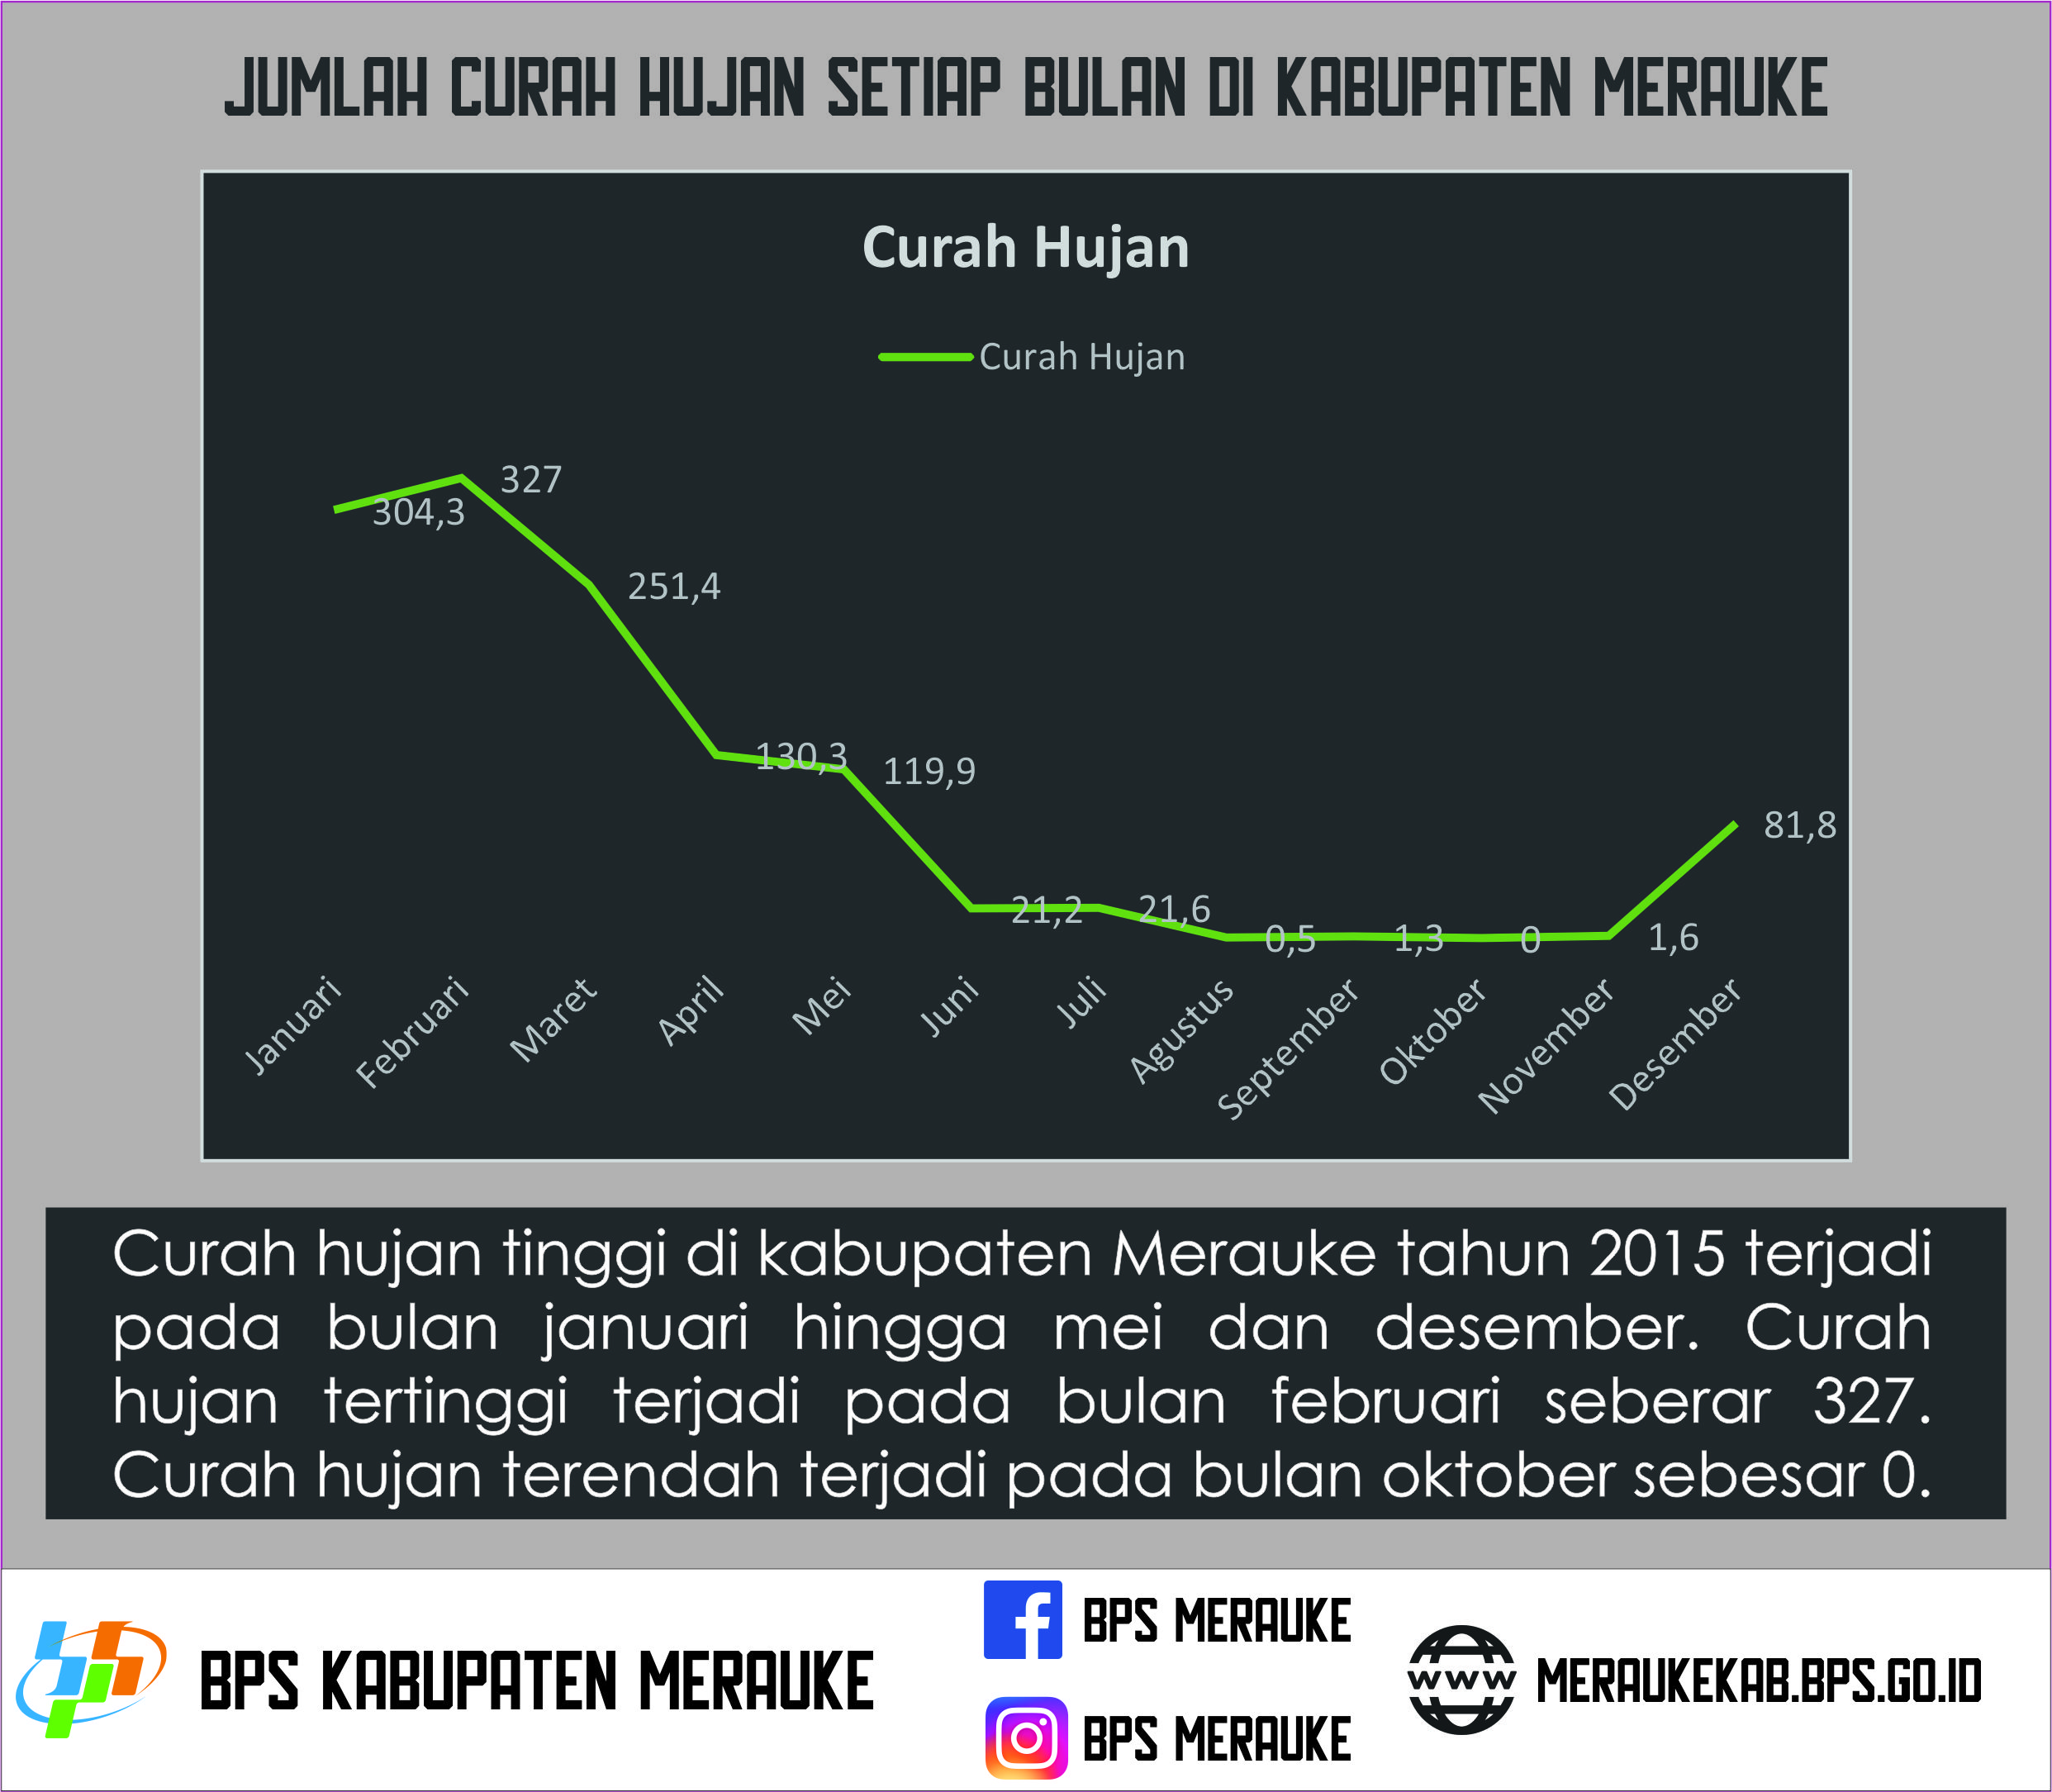 JUMLAH CURAH HUJAN SETIAP BULAN DI KABUPATEN MERAUKE
Curah Hujan
Curah Hujan
304,3
327
251,4
130,3
119,9
21,2
21,6
0,5
1,3
0
1,6
81,8
Januari
Februari
Maret
April
Mei
Juni
Juli
Agustus
September
Oktober
November
Desember
Curah hujan tinggi di kabupaten Merauke tahun 2015 terjadi
pada bulan januari hingga mei dan desember. Curah
hujan tertinggi terjadi pada bulan februari seberar 327.
Curah hujan terendah terjadi pada bulan oktober sebesar 0.
BPS KABUPATEN MERAUKE
BPS MERAUKE
BPS MERAUKE
WWW
MERAUKEKAB.BPS.GO.ID